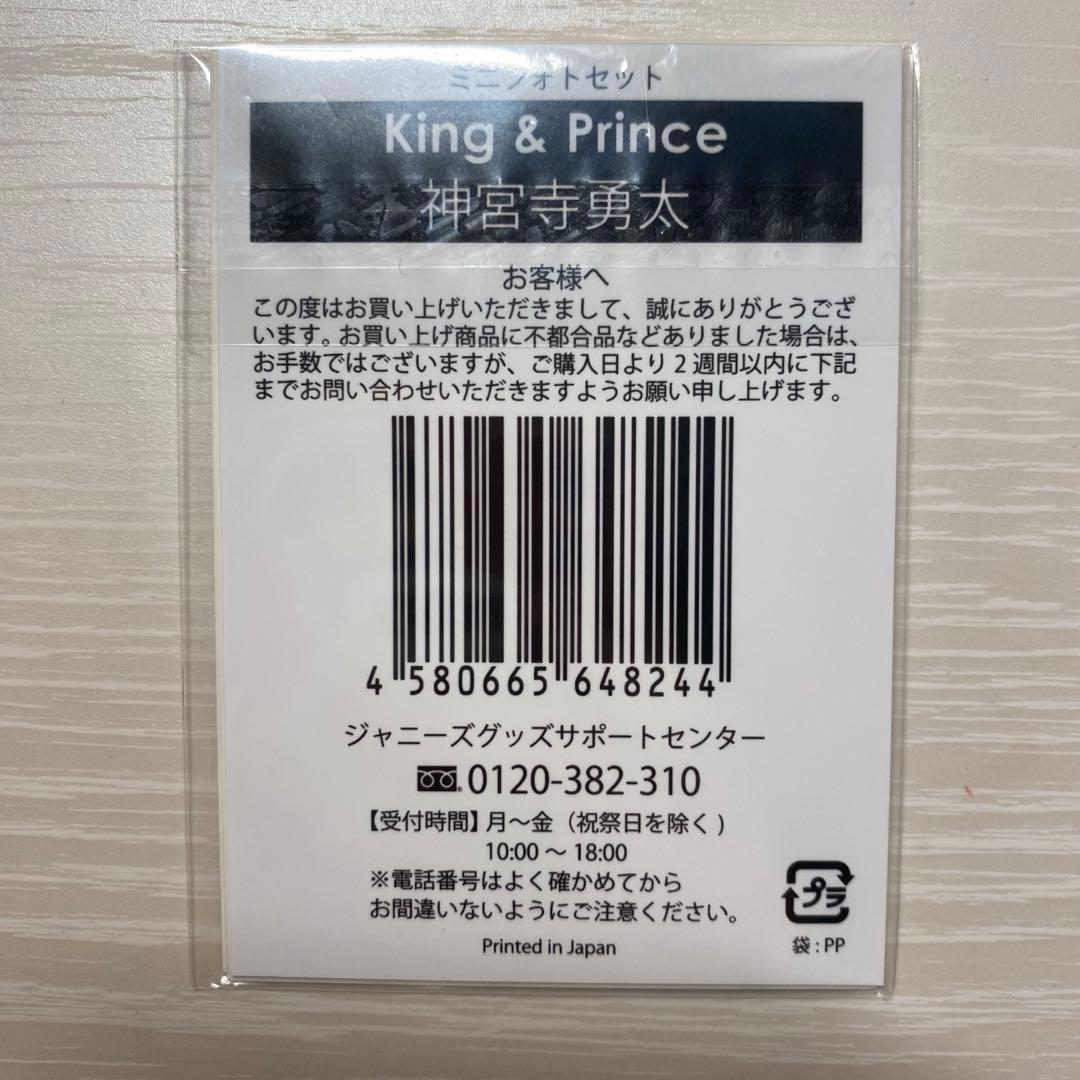 ミニフォトセット
King & Prince
神宮寺勇太
お客様へ
この度はお買い上げいただきまして、誠にありがとうござ
います。お買い上げ商品に不都合品などありました場合は、
お手数ではございますが、ご購入日より2週間以内に下記
までお問い合わせいただきますようお願い申し上げます。
4 580665 648244
ジャニーズグッズサポートセンター
0120-382-310
【受付時間】月～金（祝祭日を除く)
10:00 ～ 18:00
※電話番号はよく確かめてから
お間違いないようにご注意ください。
プラ
Printed in Japan
袋:PP